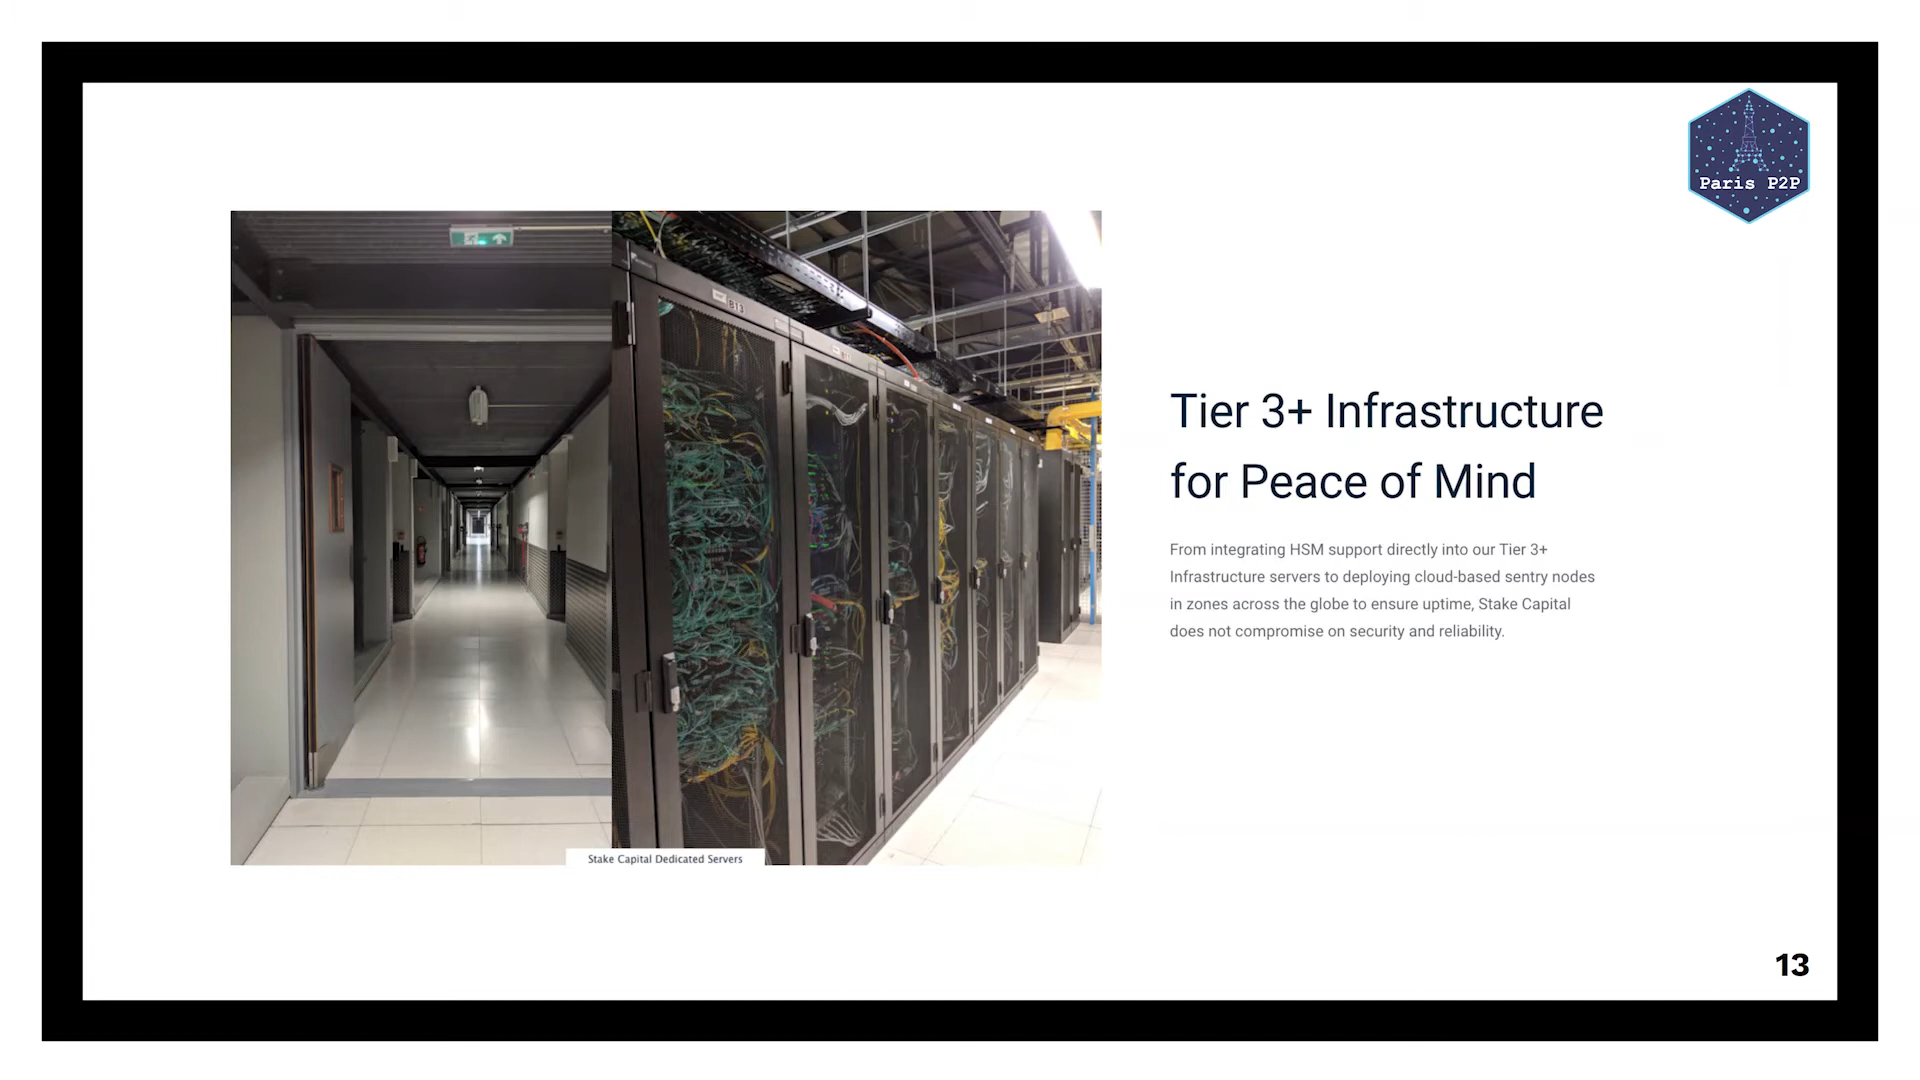 Paris P2P
B13
Tier 3+ Infrastructure
for Peace of Mind
From integrating HSM support directly into our Tier 3+
Infrastructure servers to deploying cloud-based sentry nodes
in zones across the globe to ensure uptime, Stake Capital
does not compromise on security and reliability.
Stake Capital Dedicated Servers
13